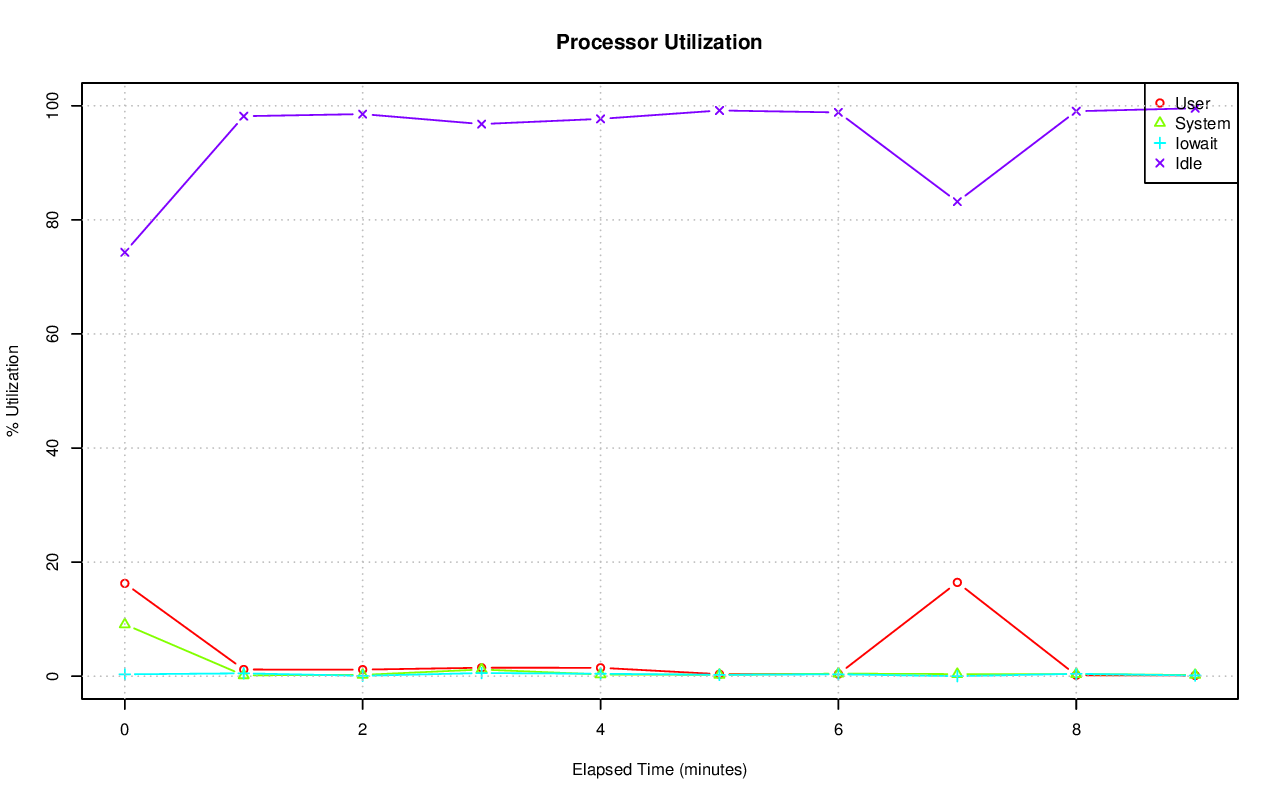 Processor Utilization
100
80
60
40
20
0
% Utilization
User
System
Iowait
Idle
0 2 4 6 8
Elapsed Time (minutes)